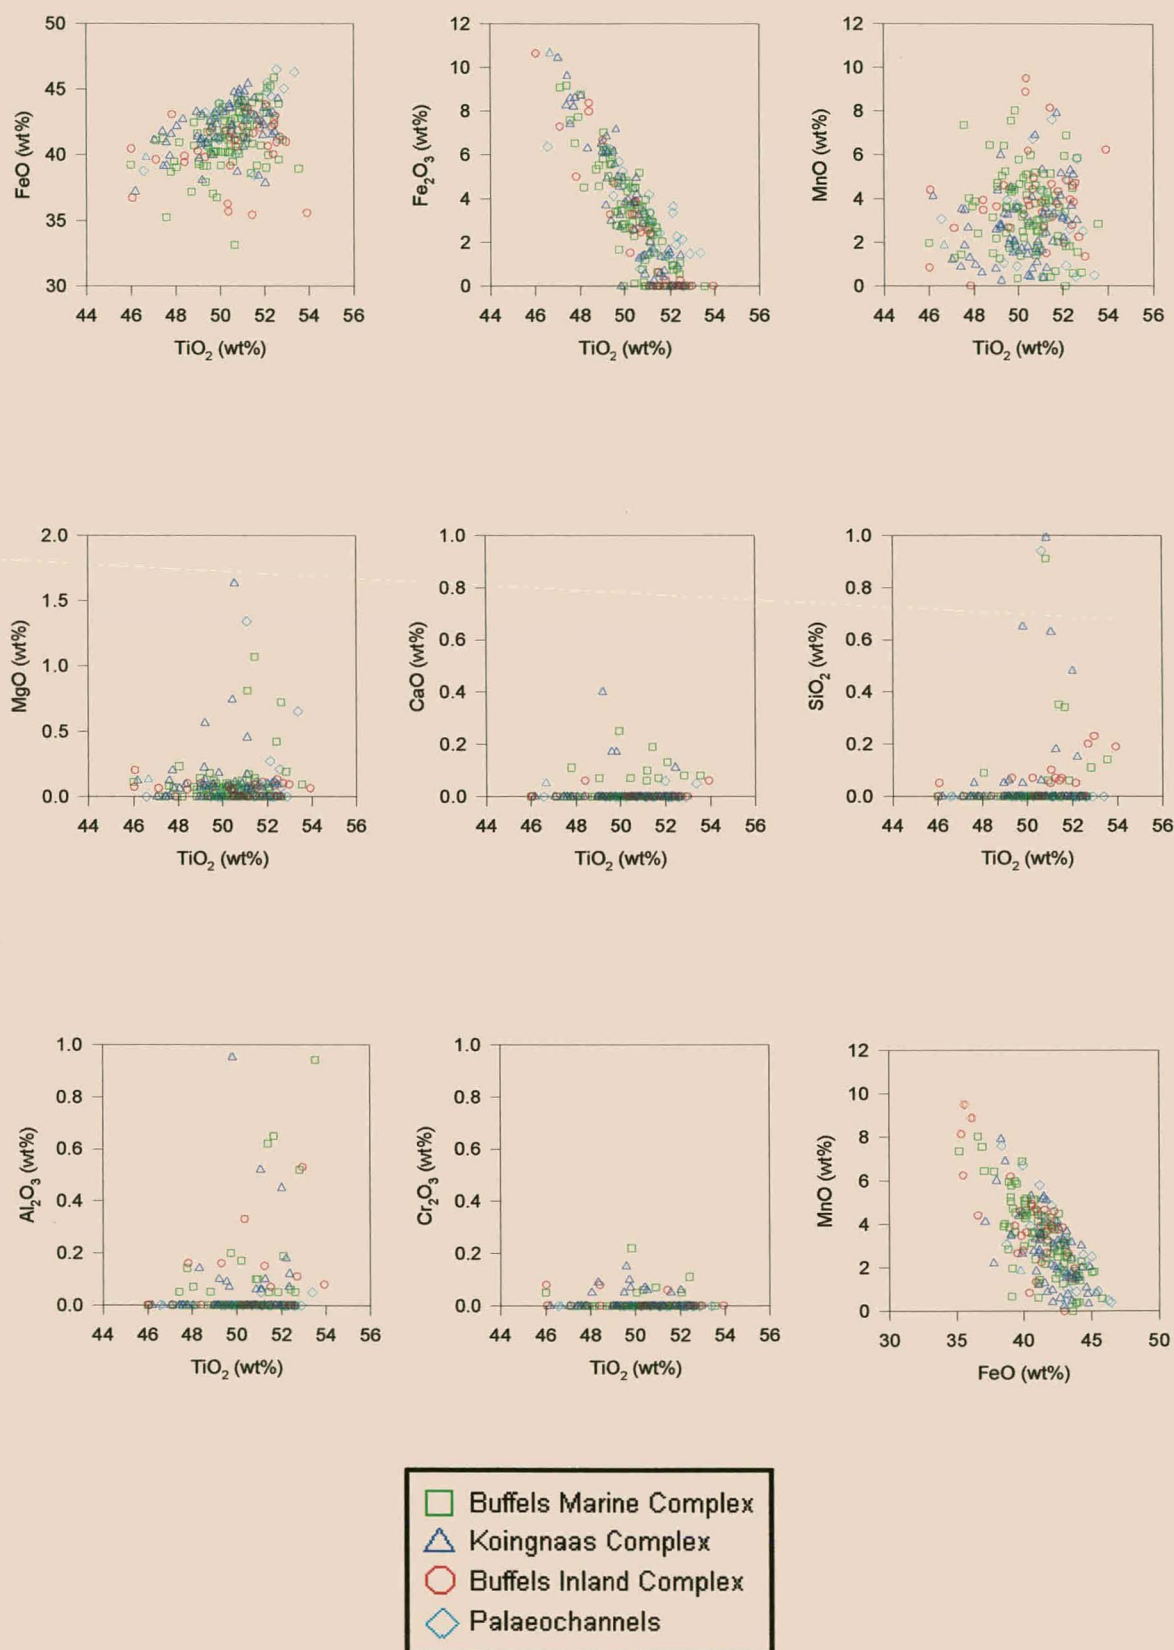 FeO (wt%)
50
45
40
35
30
44 46 48 50 52 54 56
TiO2 (wt%)
Fe2O3 (wt%)
12
10
8
6
4
2
0
44 46 48 50 52 54 56
TiO2 (wt%)
MnO (wt%)
12
10
8
6
4
2
0
44 46 48 50 52 54 56
TiO2 (wt%)
MgO (wt%)
2.0
1.5
1.0
0.5
0.0
44 46 48 50 52 54 56
TiO2 (wt%)
CaO (wt%)
1.0
0.8
0.6
0.4
0.2
0.0
44 46 48 50 52 54 56
TiO2 (wt%)
SiO2 (wt%)
1.0
0.8
0.6
0.4
0.2
0.0
44 46 48 50 52 54 56
TiO2 (wt%)
Al2O3 (wt%)
1.0
0.8
0.6
0.4
0.2
0.0
44 46 48 50 52 54 56
TiO2 (wt%)
Cr2O3 (wt%)
1.0
0.8
0.6
0.4
0.2
0.0
44 46 48 50 52 54 56
TiO2 (wt%)
MnO (wt%)
12
10
8
6
4
2
0
30 35 40 45 50
FeO (wt%)
Buffels Marine Complex
Koingnaas Complex
Buffels Inland Complex
Palaeochannels